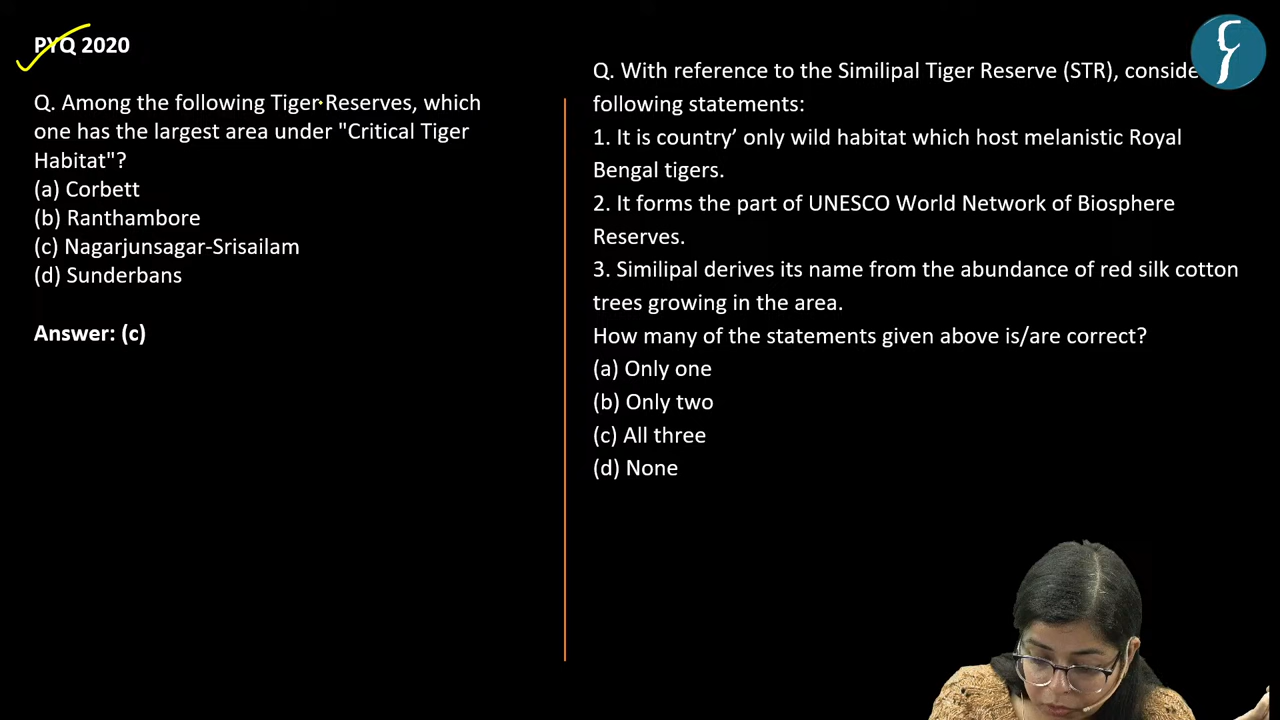 PYQ 2020
Q. Among the following Tiger Reserves, which
one has the largest area under "Critical Tiger
Habitat"?
(a) Corbett
(b) Ranthambore
(c) Nagarjunsagar-Srisailam
(d) Sunderbans
Answer: (c)
Q. With reference to the Similipal Tiger Reserve (STR),
following statements:
1. It is country’ only wild habitat which host melanistic Royal
Bengal tigers.
2. It forms the part of UNESCO World Network of Biosphere
Reserves.
3. Similipal derives its name from the abundance of red silk cotton
trees growing in the area.
How many of the statements given above is/are correct?
(a) Only one
(b) Only two
(c) All three
(d) None